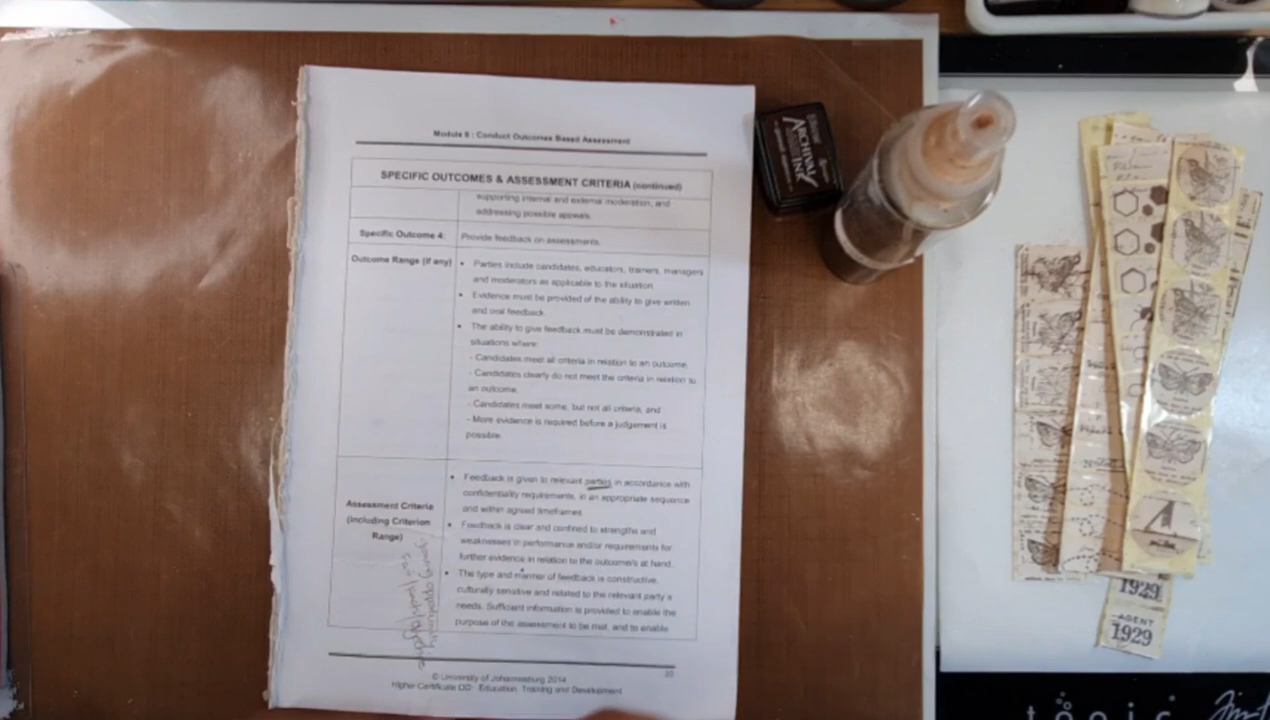 Module 6 : Conduct Outcomes Based Assessment
SPECIFIC OUTCOMES & ASSESSMENT CRITERIA (continued)
supporting internal and external moderation, and
addressing possible appeals.
Specific Outcome 4:
Provide feedback on assessments.
Outcome Range (if any)
• Parties include candidates, educators, trainers, managers
and moderators as applicable to the situation
• Evidence must be provided of the ability to give written
and oral feedback.
• The ability to give feedback must be demonstrated in
situations where:
- Candidates meet all criteria in relation to an outcome
- Candidates clearly do not meet the criteria in relation to
an outcome,
- Candidates meet some, but not all criteria, and
- More evidence is required before a judgement is
possible
Assessment Criteria
(Including Criterion
Range)
• Feedback is given to relevant parties in accordance with
confidentiality requirements, in an appropriate sequence
and within agreed timeframes.
• Feedback is clear and confined to strengths and
weaknesses in performance and/or requirements for
further evidence in relation to the outcome/s at hand.
• The type and manner of feedback is constructive,
culturally sensitive and related to the relevant party's
needs. Sufficient information is provided to enable the
purpose of the assessment to be met, and to enable
20
© University of Johannesburg 2014
Higher Certificate OD: Education, Training and Development
ARCHIVAL
INK
1929
AGENT
1929
tonic